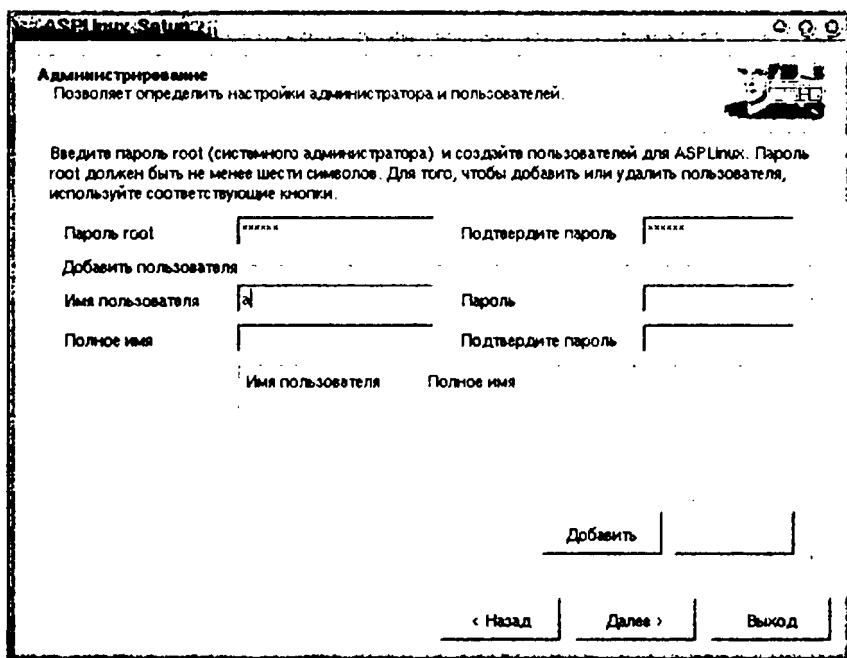 ASPLinux Setup
Администрирование
Позволяет определить настройки администратора и пользователей.
Введите пароль root (системного администратора) и создайте пользователей для ASPLinux. Пароль
root должен быть не менее шести символов. Для того, чтобы добавить или удалить пользователя,
используйте соответствующие кнопки.
Пароль root ****** Подтвердите пароль ******
Добавить пользователя
Имя пользователя a Пароль
Полное имя Подтвердите пароль
Имя пользователя Полное имя
Добавить
< Назад Далее > Выход